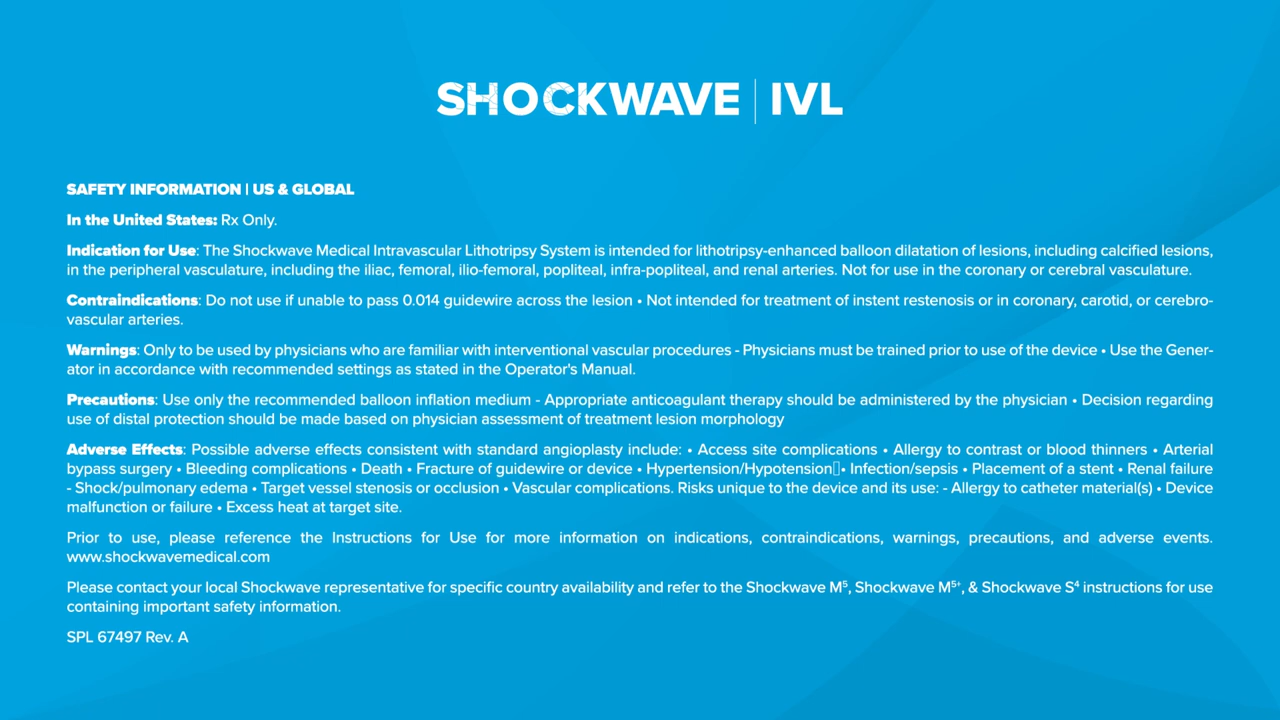 SHOCKWAVE | IVL
SAFETY INFORMATION | US & GLOBAL
In the United States: Rx Only.
Indication for Use: The Shockwave Medical Intravascular Lithotripsy System is intended for lithotripsy-enhanced balloon dilatation of lesions, including calcified lesions,
in the peripheral vasculature, including the iliac, femoral, ilio-femoral, popliteal, infra-popliteal, and renal arteries. Not for use in the coronary or cerebral vasculature.
Contraindications: Do not use if unable to pass 0.014 guidewire across the lesion • Not intended for treatment of instent restenosis or in coronary, carotid, or cerebro-
vascular arteries.
Warnings: Only to be used by physicians who are familiar with interventional vascular procedures - Physicians must be trained prior to use of the device • Use the Gener-
ator in accordance with recommended settings as stated in the Operator's Manual.
Precautions: Use only the recommended balloon inflation medium - Appropriate anticoagulant therapy should be administered by the physician • Decision regarding
use of distal protection should be made based on physician assessment of treatment lesion morphology
Adverse Effects: Possible adverse effects consistent with standard angioplasty include: • Access site complications • Allergy to contrast or blood thinners • Arterial
bypass surgery • Bleeding complications • Death • Fracture of guidewire or device • Hypertension/Hypotension▯• Infection/sepsis • Placement of a stent • Renal failure
- Shock/pulmonary edema • Target vessel stenosis or occlusion • Vascular complications. Risks unique to the device and its use: - Allergy to catheter material(s) • Device
malfunction or failure • Excess heat at target site.
Prior to use, please reference the Instructions for Use for more information on indications, contraindications, warnings, precautions, and adverse events.
www.shockwavemedical.com
Please contact your local Shockwave representative for specific country availability and refer to the Shockwave M⁵, Shockwave M⁵⁺, & Shockwave S⁴ instructions for use
containing important safety information.
SPL 67497 Rev. A